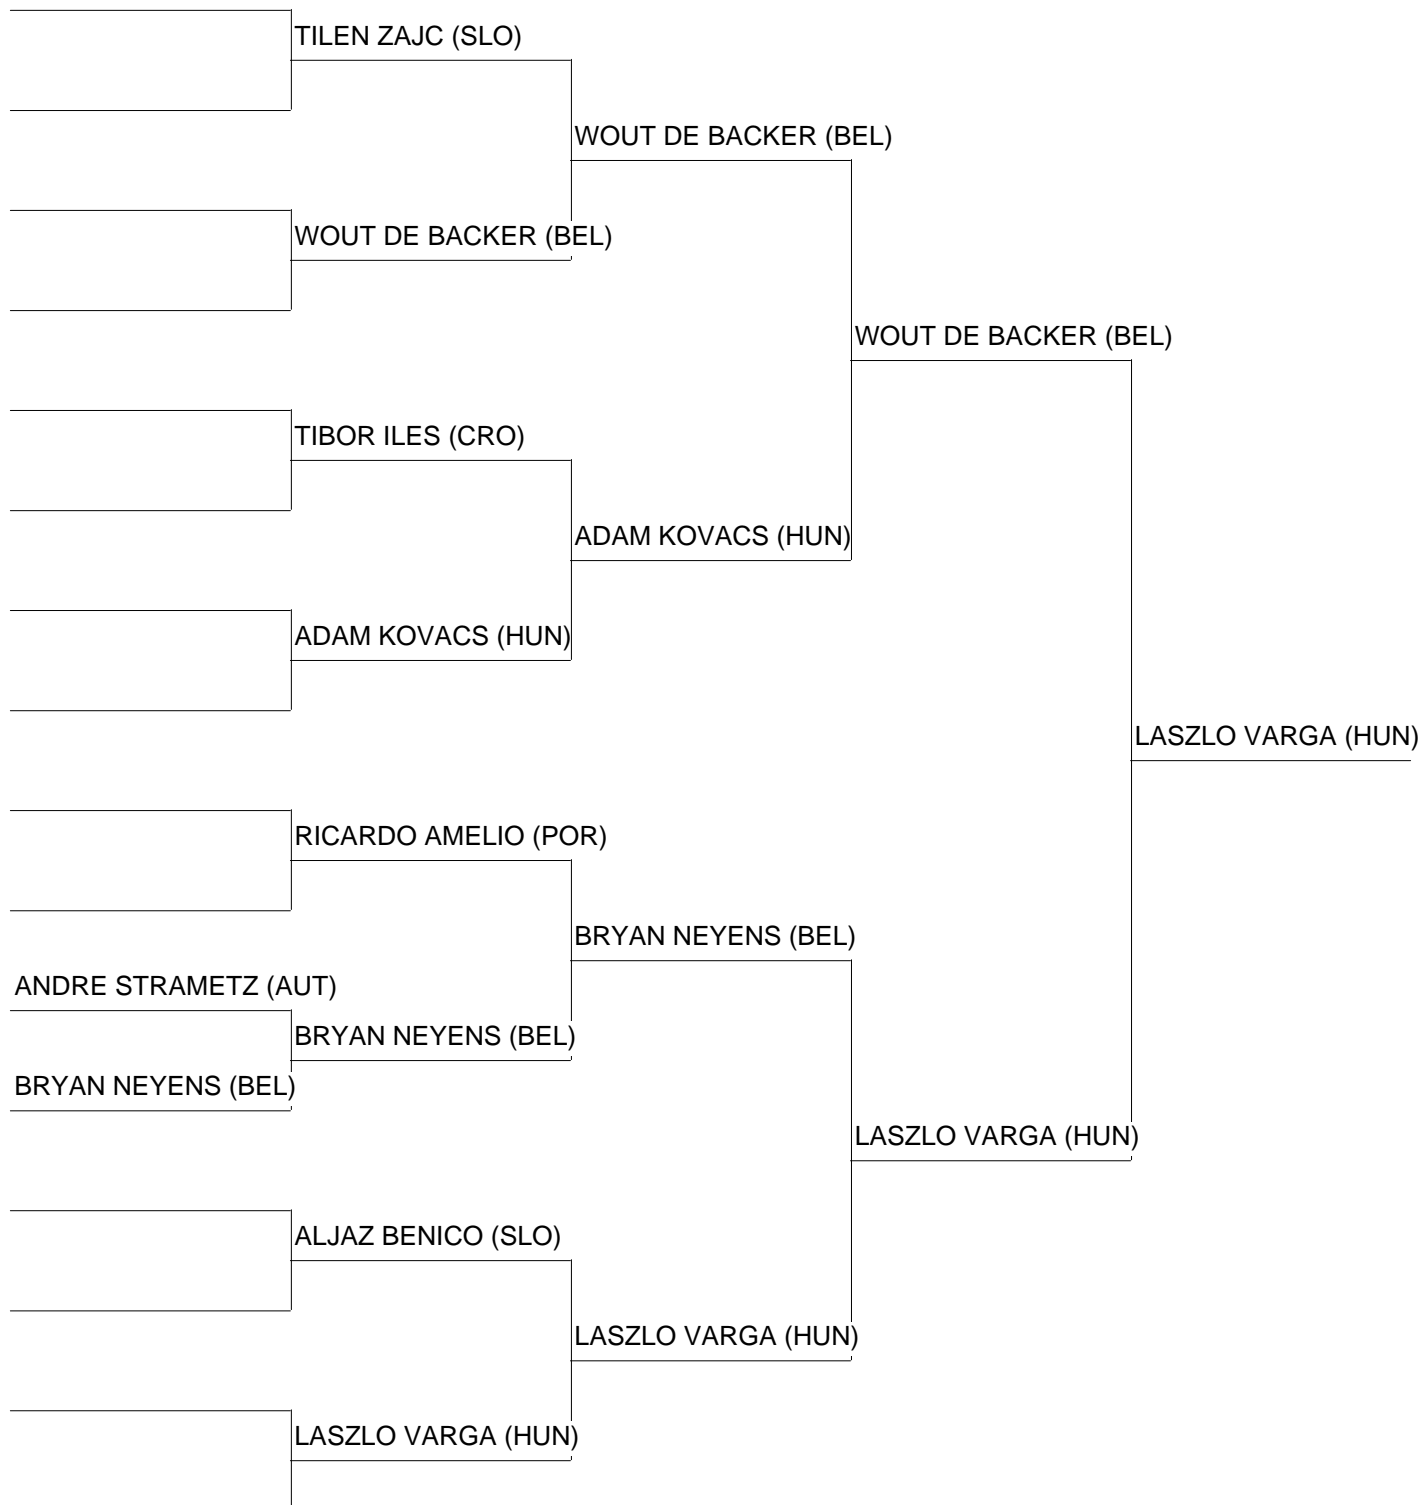 TILEN ZAJC (SLO)
WOUT DE BACKER (BEL)
WOUT DE BACKER (BEL)
WOUT DE BACKER (BEL)
TIBOR ILES (CRO)
ADAM KOVACS (HUN)
ADAM KOVACS (HUN)
LASZLO VARGA (HUN)
RICARDO AMELIO (POR)
BRYAN NEYENS (BEL)
ANDRE STRAMETZ (AUT)
BRYAN NEYENS (BEL)
BRYAN NEYENS (BEL)
LASZLO VARGA (HUN)
ALJAZ BENICO (SLO)
LASZLO VARGA (HUN)
LASZLO VARGA (HUN)